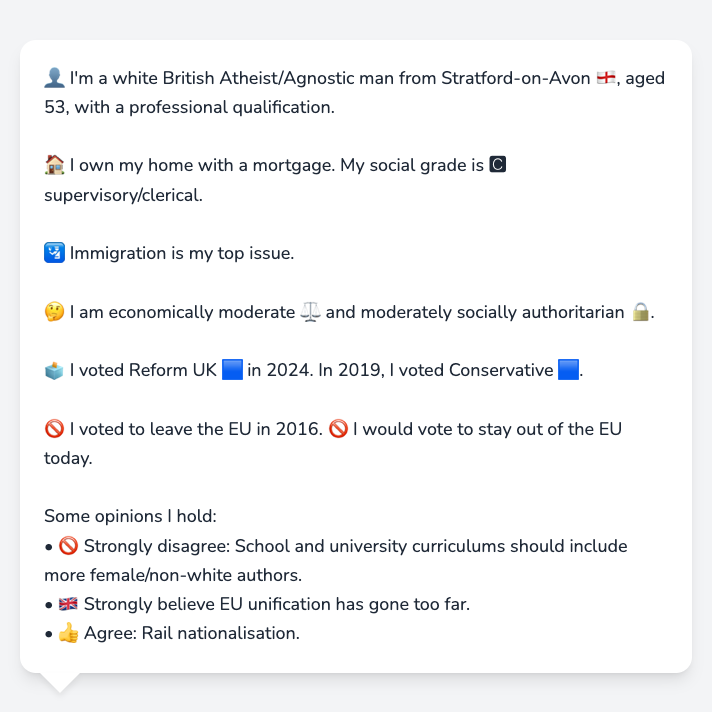 👤 I'm a white British Atheist/Agnostic man from Stratford-on-Avon 🏴󠁧󠁢󠁥󠁮󠁧󠁿, aged
53, with a professional qualification.
🏠 I own my home with a mortgage. My social grade is 🅲
supervisory/clerical.
🛂 Immigration is my top issue.
🤔 I am economically moderate ⚖️ and moderately socially authoritarian 🔒.
🗳️ I voted Reform UK 🟦 in 2024. In 2019, I voted Conservative 🟦.
🚫 I voted to leave the EU in 2016. 🚫 I would vote to stay out of the EU
today.
Some opinions I hold:
• 🚫 Strongly disagree: School and university curriculums should include
more female/non-white authors.
• 🇬🇧 Strongly believe EU unification has gone too far.
• 👍 Agree: Rail nationalisation.